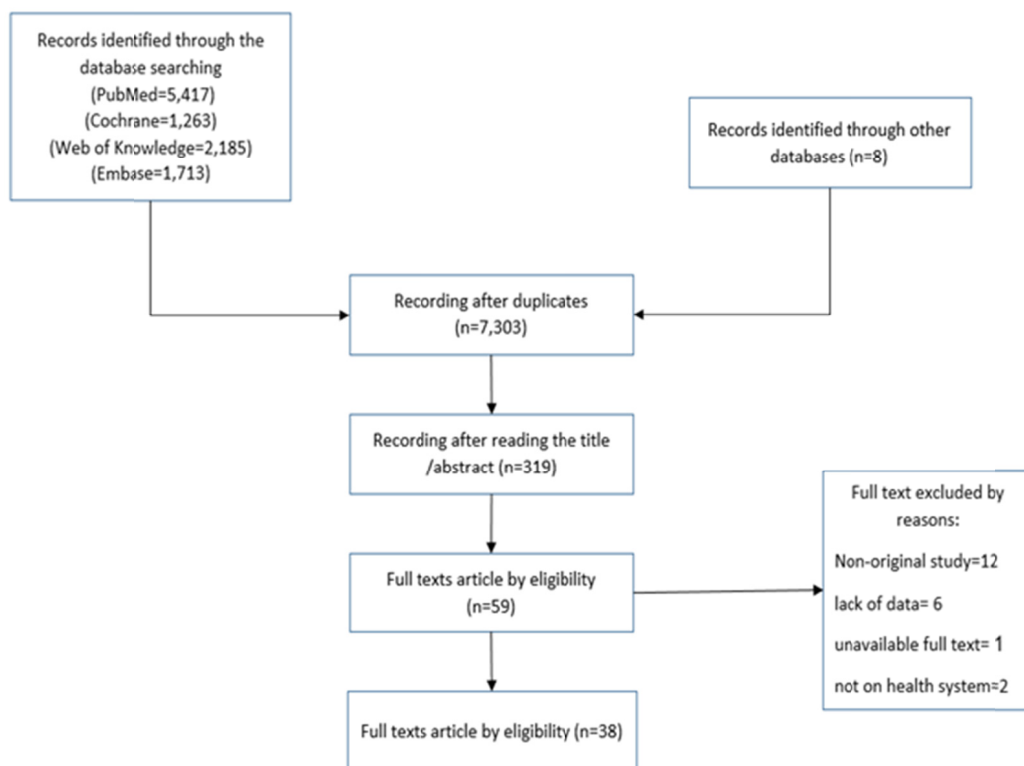 Records identified through the
database searching
(PubMed=5,417)
(Cochrane=1,263)
(Web of Knowledge=2,185)
(Embase=1,713)
Records identified through other
databases (n=8)
Recording after duplicates
(n=7,303)
Recording after reading the title
/abstract (n=319)
Full texts article by eligibility
(n=59)
Full text excluded by
reasons:
Non-original study=12
lack of data= 6
unavailable full text= 1
not on health system=2
Full texts article by eligibility (n=38)